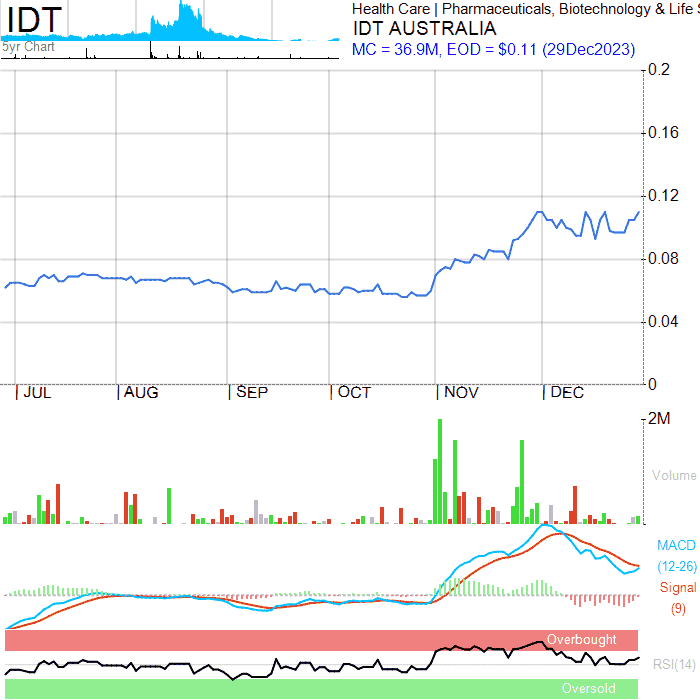 IDT
5yr Chart
Health Care | Pharmaceuticals, Biotechnology & Life S
IDT AUSTRALIA
MC = 36.9M, EOD = $0.11 (29Dec2023)
0.2
0.16
0.12
0.08
0.04
0
JUL AUG SEP OCT NOV DEC
2M
Volume
MACD
(12-26)
Signal
(9)
Overbought
RSI(14)
Oversold